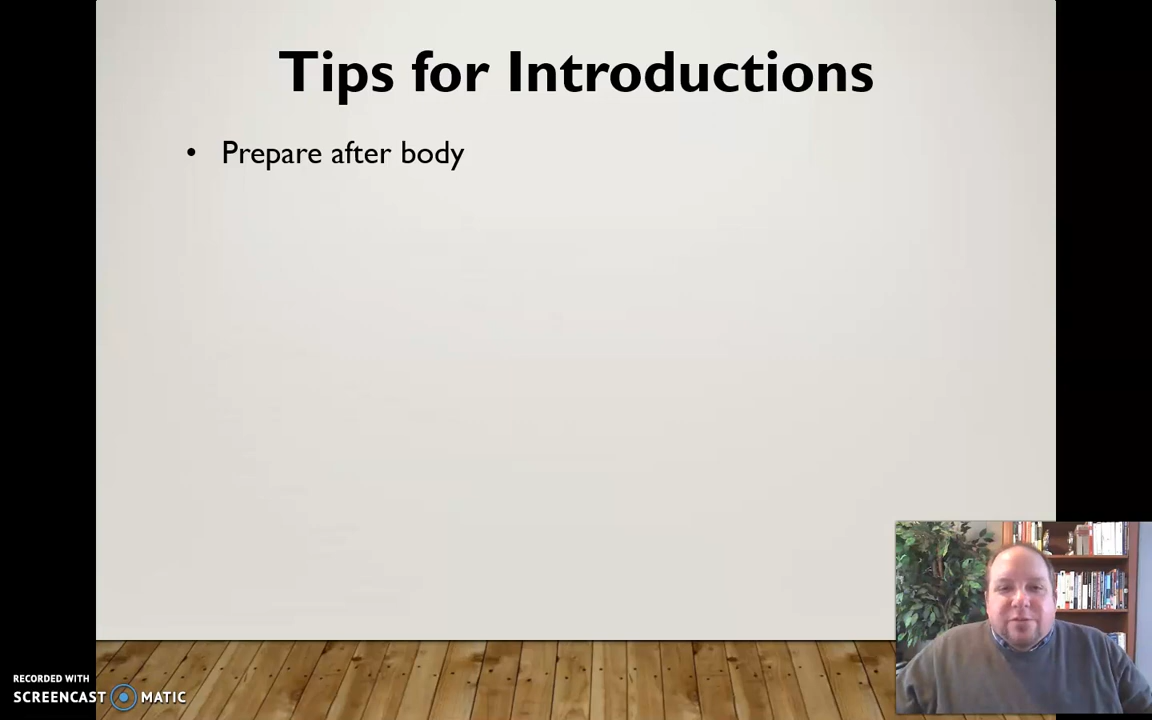 Tips for Introductions
• Prepare after body
RECORDED WITH
SCREENCAST MATIC